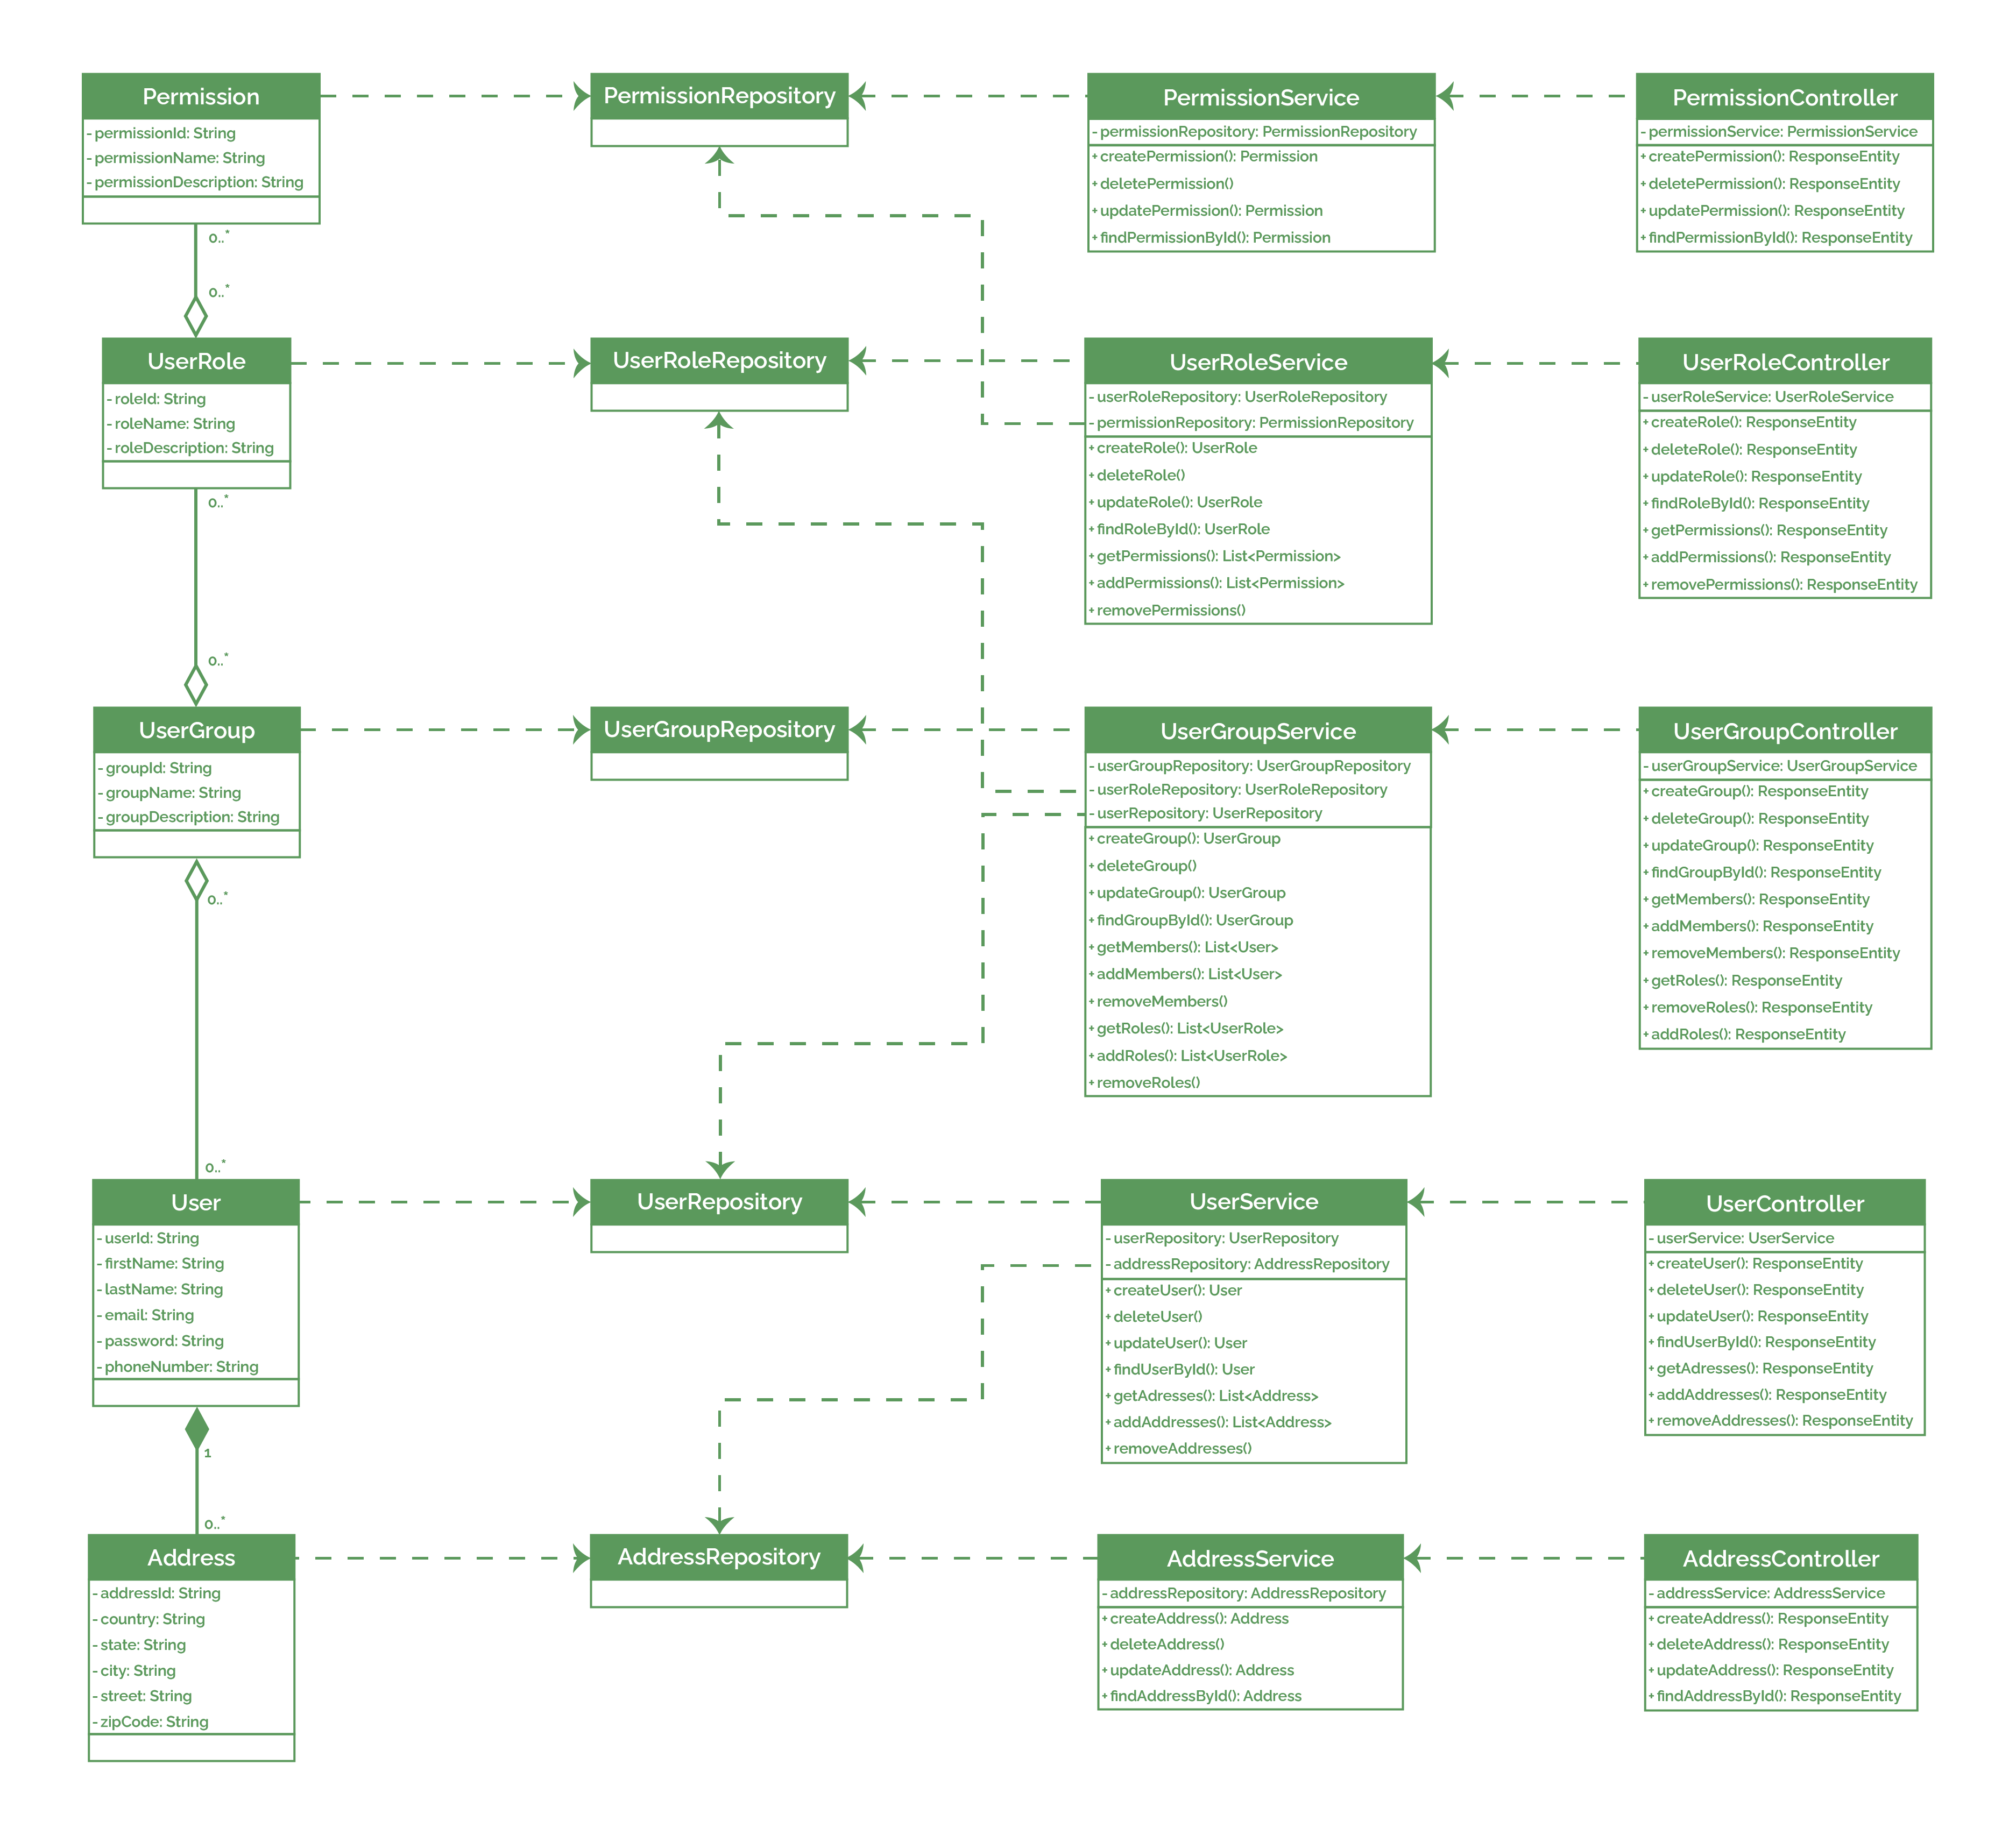 Permission
- permissionId: String
- permissionName: String
- permissionDescription: String
PermissionRepository
PermissionService
- permissionRepository: PermissionRepository
+ createPermission(): Permission
+ deletePermission()
+ updatePermission(): Permission
+ findPermissionById(): Permission
PermissionController
- permissionService: PermissionService
+ createPermission(): ResponseEntity
+ deletePermission(): ResponseEntity
+ updatePermission(): ResponseEntity
+ findPermissionById(): ResponseEntity
0..*
0..*
UserRole
- roleId: String
- roleName: String
- roleDescription: String
UserRoleRepository
UserRoleService
- userRoleRepository: UserRoleRepository
- permissionRepository: PermissionRepository
+ createRole(): UserRole
+ deleteRole()
+ updateRole(): UserRole
+ findRoleById(): UserRole
+ getPermissions(): List<Permission>
+ addPermissions(): List<Permission>
+ removePermissions()
UserRoleController
- userRoleService: UserRoleService
+ createRole(): ResponseEntity
+ deleteRole(): ResponseEntity
+ updateRole(): ResponseEntity
+ findRoleById(): ResponseEntity
+ getPermissions(): ResponseEntity
+ addPermissions(): ResponseEntity
+ removePermissions(): ResponseEntity
0..*
0..*
UserGroup
- groupId: String
- groupName: String
- groupDescription: String
UserGroupRepository
UserGroupService
- userGroupRepository: UserGroupRepository
- userRoleRepository: UserRoleRepository
- userRepository: UserRepository
+ createGroup(): UserGroup
+ deleteGroup()
+ updateGroup(): UserGroup
+ findGroupById(): UserGroup
+ getMembers(): List<User>
+ addMembers(): List<User>
+ removeMembers()
+ getRoles(): List<UserRole>
+ addRoles(): List<UserRole>
+ removeRoles()
UserGroupController
- userGroupService: UserGroupService
+ createGroup(): ResponseEntity
+ deleteGroup(): ResponseEntity
+ updateGroup(): ResponseEntity
+ findGroupById(): ResponseEntity
+ getMembers(): ResponseEntity
+ addMembers(): ResponseEntity
+ removeMembers(): ResponseEntity
+ getRoles(): ResponseEntity
+ removeRoles(): ResponseEntity
+ addRoles(): ResponseEntity
0..*
0..*
User
- userId: String
- firstName: String
- lastName: String
- email: String
- password: String
- phoneNumber: String
UserRepository
UserService
- userRepository: UserRepository
- addressRepository: AddressRepository
+ createUser(): User
+ deleteUser()
+ updateUser(): User
+ findUserById(): User
+ getAdresses(): List<Address>
+ addAddresses(): List<Address>
+ removeAddresses()
UserController
- userService: UserService
+ createUser(): ResponseEntity
+ deleteUser(): ResponseEntity
+ updateUser(): ResponseEntity
+ findUserById(): ResponseEntity
+ getAdresses(): ResponseEntity
+ addAddresses(): ResponseEntity
+ removeAddresses(): ResponseEntity
1
0..*
Address
- addressId: String
- country: String
- state: String
- city: String
- street: String
- zipCode: String
AddressRepository
AddressService
- addressRepository: AddressRepository
+ createAddress(): Address
+ deleteAddress()
+ updateAddress(): Address
+ findAddressById(): Address
AddressController
- addressService: AddressService
+ createAddress(): ResponseEntity
+ deleteAddress(): ResponseEntity
+ updateAddress(): ResponseEntity
+ findAddressById(): ResponseEntity